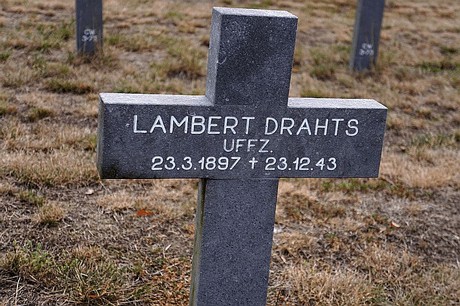 LAMBERT DRAHTS
UFFZ.
23.3.1897 + 23.12.43